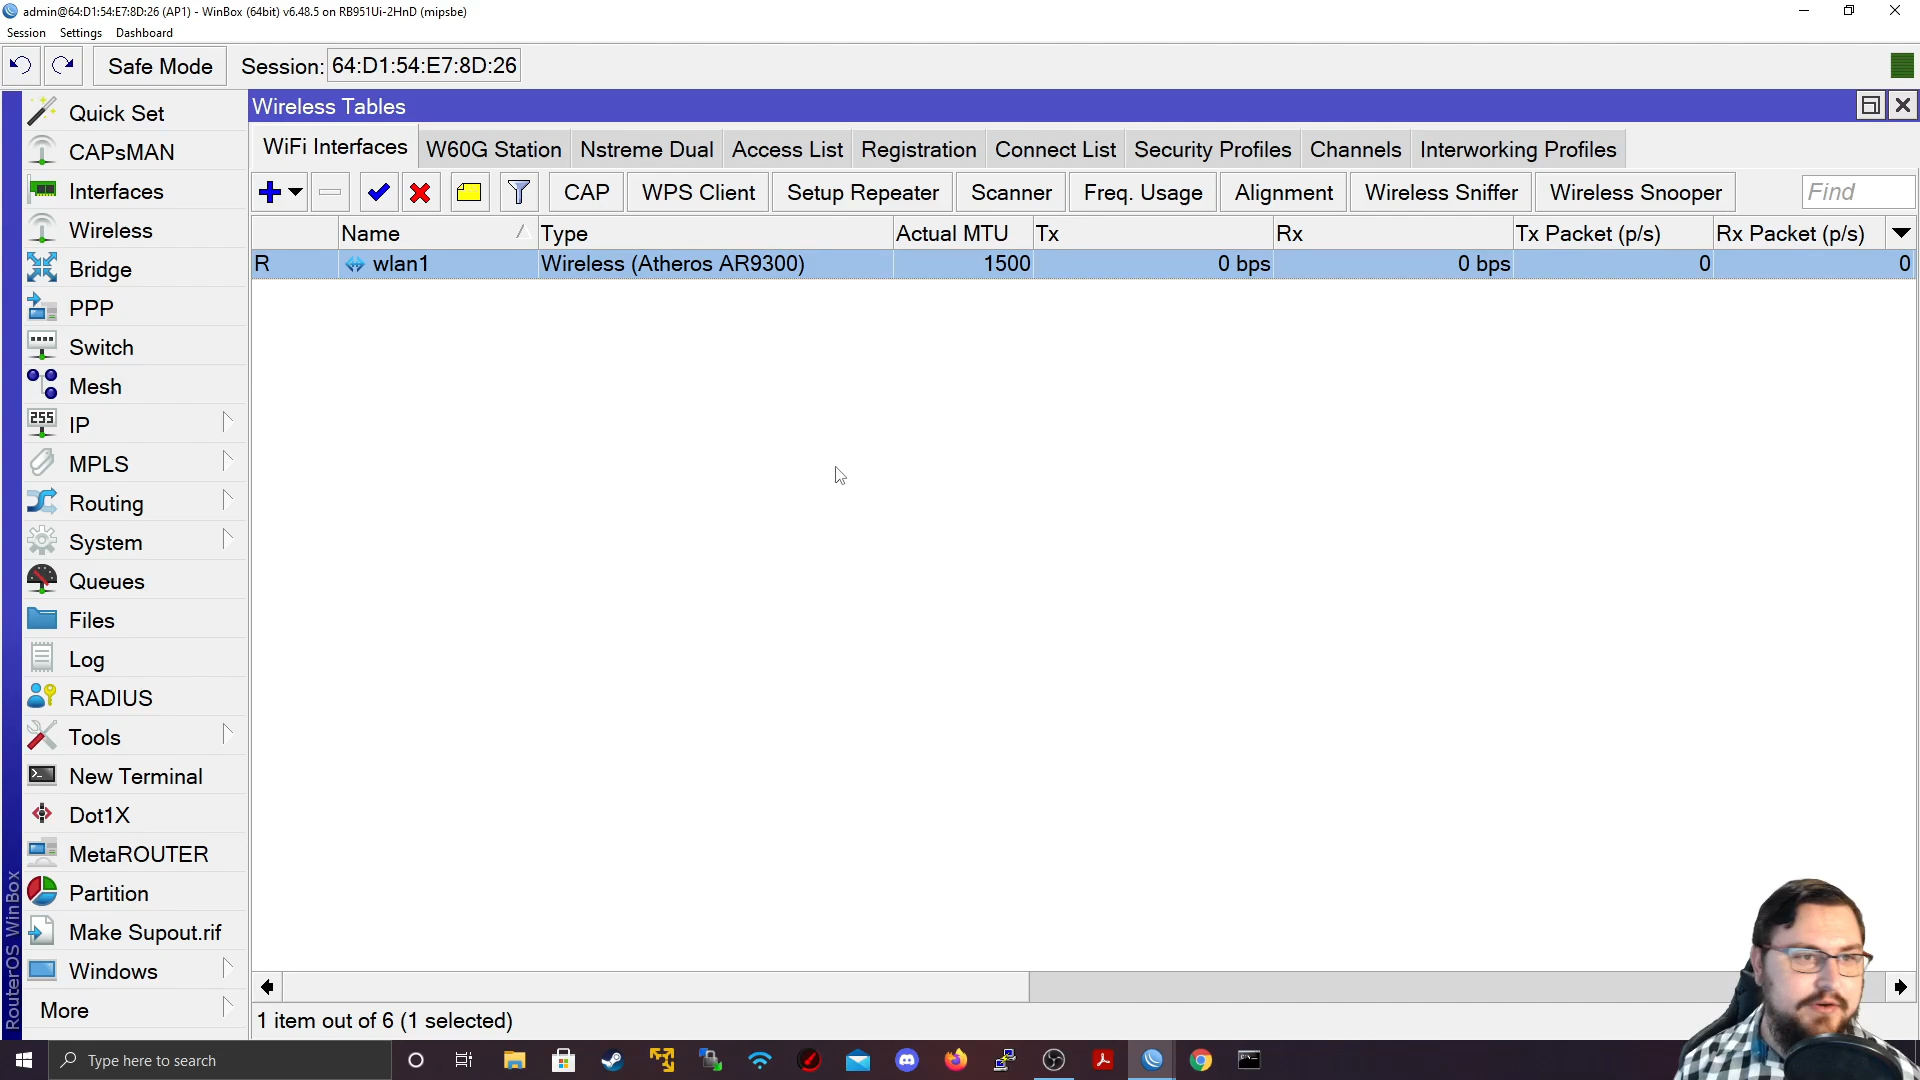 admin@64:D1:54:E7:8D:26 (AP1) - WinBox (64bit) v6.48.5 on RB951Ui-2HnD (mipsbe)
Session Settings Dashboard
Safe Mode Session: 64:D1:54:E7:8D:26
Quick Set
CAPsMAN
Interfaces
Wireless
Bridge
PPP
Switch
Mesh
255 IP
MPLS
Routing
System
Queues
Files
Log
RADIUS
Tools
New Terminal
Dot1X
MetaROUTER
Partition
Make Supout.rif
Windows
More
RouterOS WinBox
Wireless Tables
WiFi Interfaces W60G Station Nstreme Dual Access List Registration Connect List Security Profiles Channels Interworking Profiles
CAP WPS Client Setup Repeater Scanner Freq. Usage Alignment Wireless Sniffer Wireless Snooper Find
Name Type Actual MTU Tx Rx Tx Packet (p/s) Rx Packet (p/s)
R wlan1 Wireless (Atheros AR9300) 1500 0 bps 0 bps 0 0
1 item out of 6 (1 selected)
Type here to search